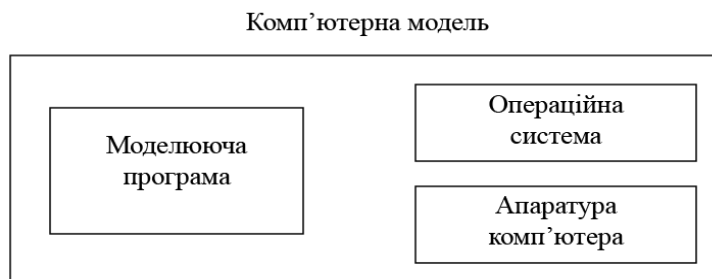 Комп’ютерна модель
Моделююча
програма
Операційна
система
Апаратура
комп’ютера